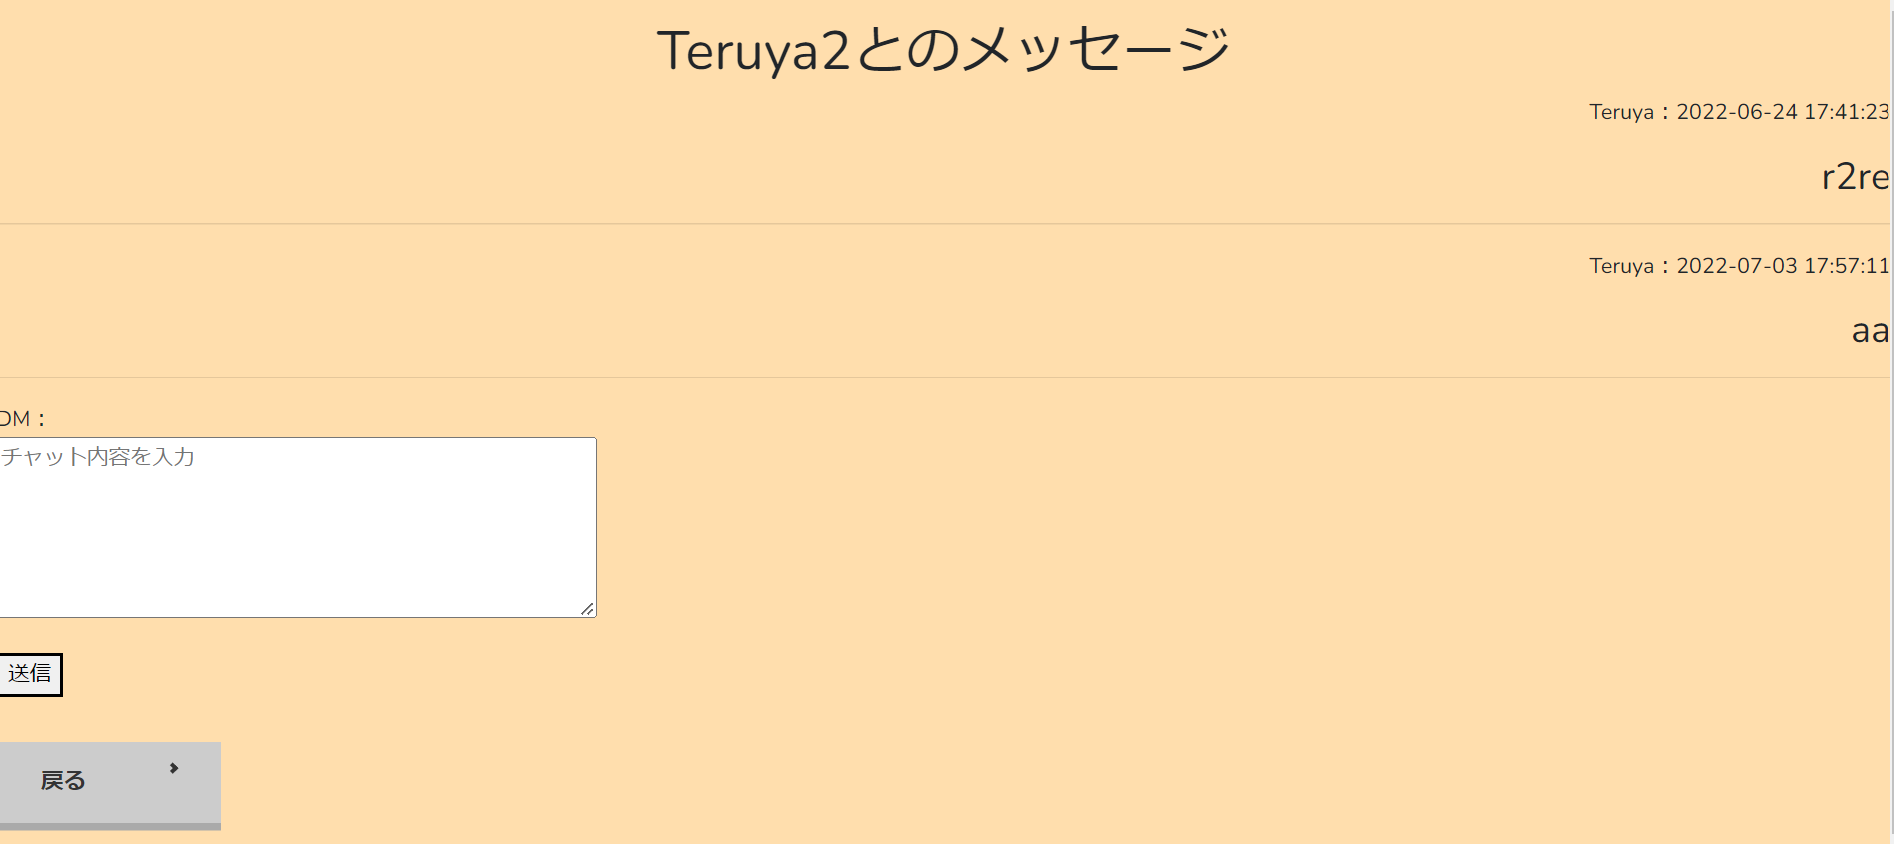 Teruya2とのメッセージ
Teruya：2022-06-24 17:41:23
r2re
Teruya：2022-07-03 17:57:11
aa
DM：
チャット内容を入力
送信
戻る